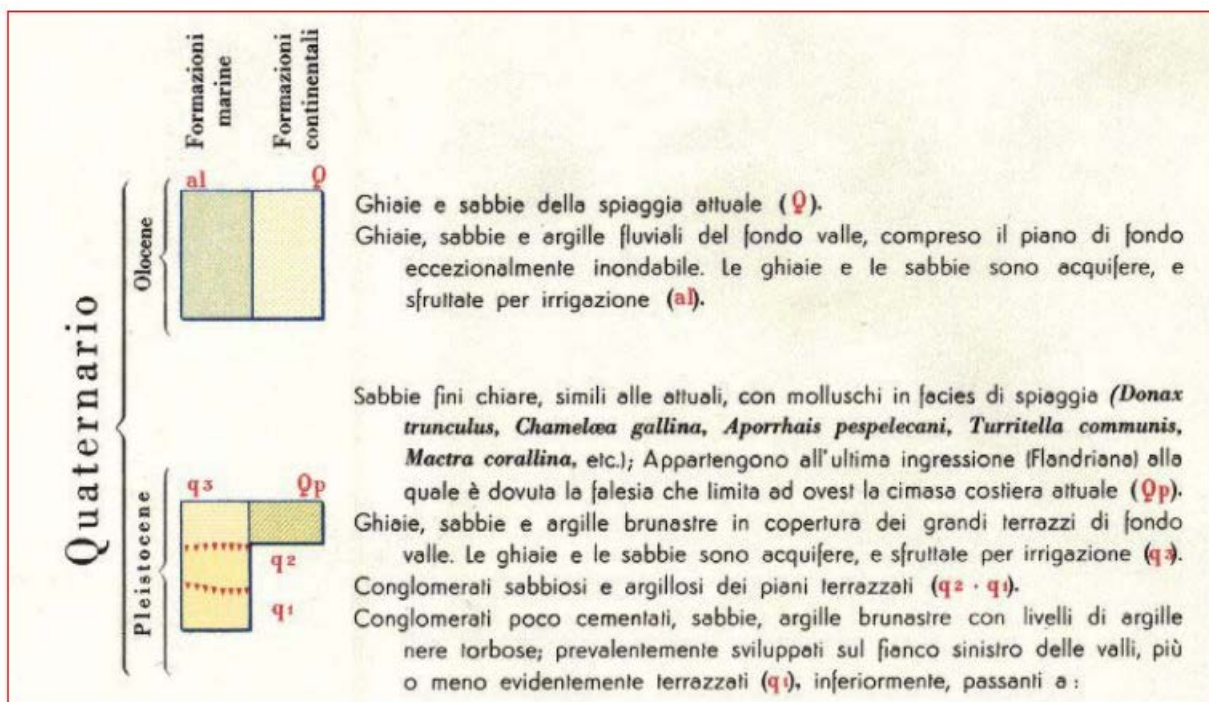 Formazioni
marine
Formazioni
continentali
Quaternario
Olocene
al
Q
Ghiaie e sabbie della spiaggia attuale (Q).
Ghiaie, sabbie e argille fluviali del fondo valle, compreso il piano di fondo
eccezionalmente inondabile. Le ghiaie e le sabbie sono acquifere, e
sfruttate per irrigazione (al).
Pleistocene
q3
Qp
q2
q1
Sabbie fini chiare, simili alle attuali, con molluschi in facies di spiaggia (Donax
trunculus, Chamelœa gallina, Aporrhais pespelecani, Turritella communis,
Mactra corallina, etc.); Appartengono all'ultima ingressione (Flandriana) alla
quale è dovuta la falesia che limita ad ovest la cimasa costiera attuale (Qp).
Ghiaie, sabbie e argille brunastre in copertura dei grandi terrazzi di fondo
valle. Le ghiaie e le sabbie sono acquifere, e sfruttate per irrigazione (q3).
Conglomerati sabbiosi e argillosi dei piani terrazzati (q2 · q1).
Conglomerati poco cementati, sabbie, argille brunastre con livelli di argille
nere torbose; prevalentemente sviluppati sul fianco sinistro delle valli, più
o meno evidentemente terrazzati (q1), inferiormente, passanti a :